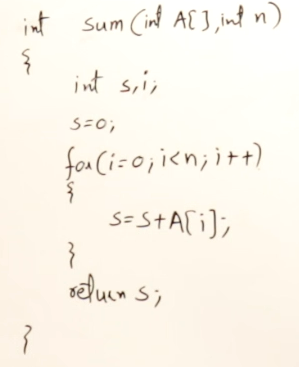 int sum (int A[], int n)
{
int s,i;
s=0;
for(i=0; i<n; i++)
{
s=s+A[i];
}
return s;
}